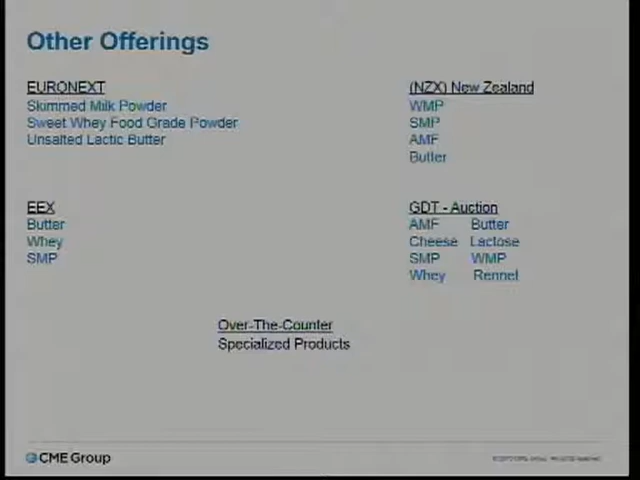 Other Offerings
EURONEXT
Skimmed Milk Powder
Sweet Whey Food Grade Powder
Unsalted Lactic Butter
(NZX) New Zealand
WMP
SMP
AMF
Butter
EEX
Butter
Whey
SMP
GDT - Auction
AMF Butter
Cheese Lactose
SMP WMP
Whey Rennet
Over-The-Counter
Specialized Products
CME Group